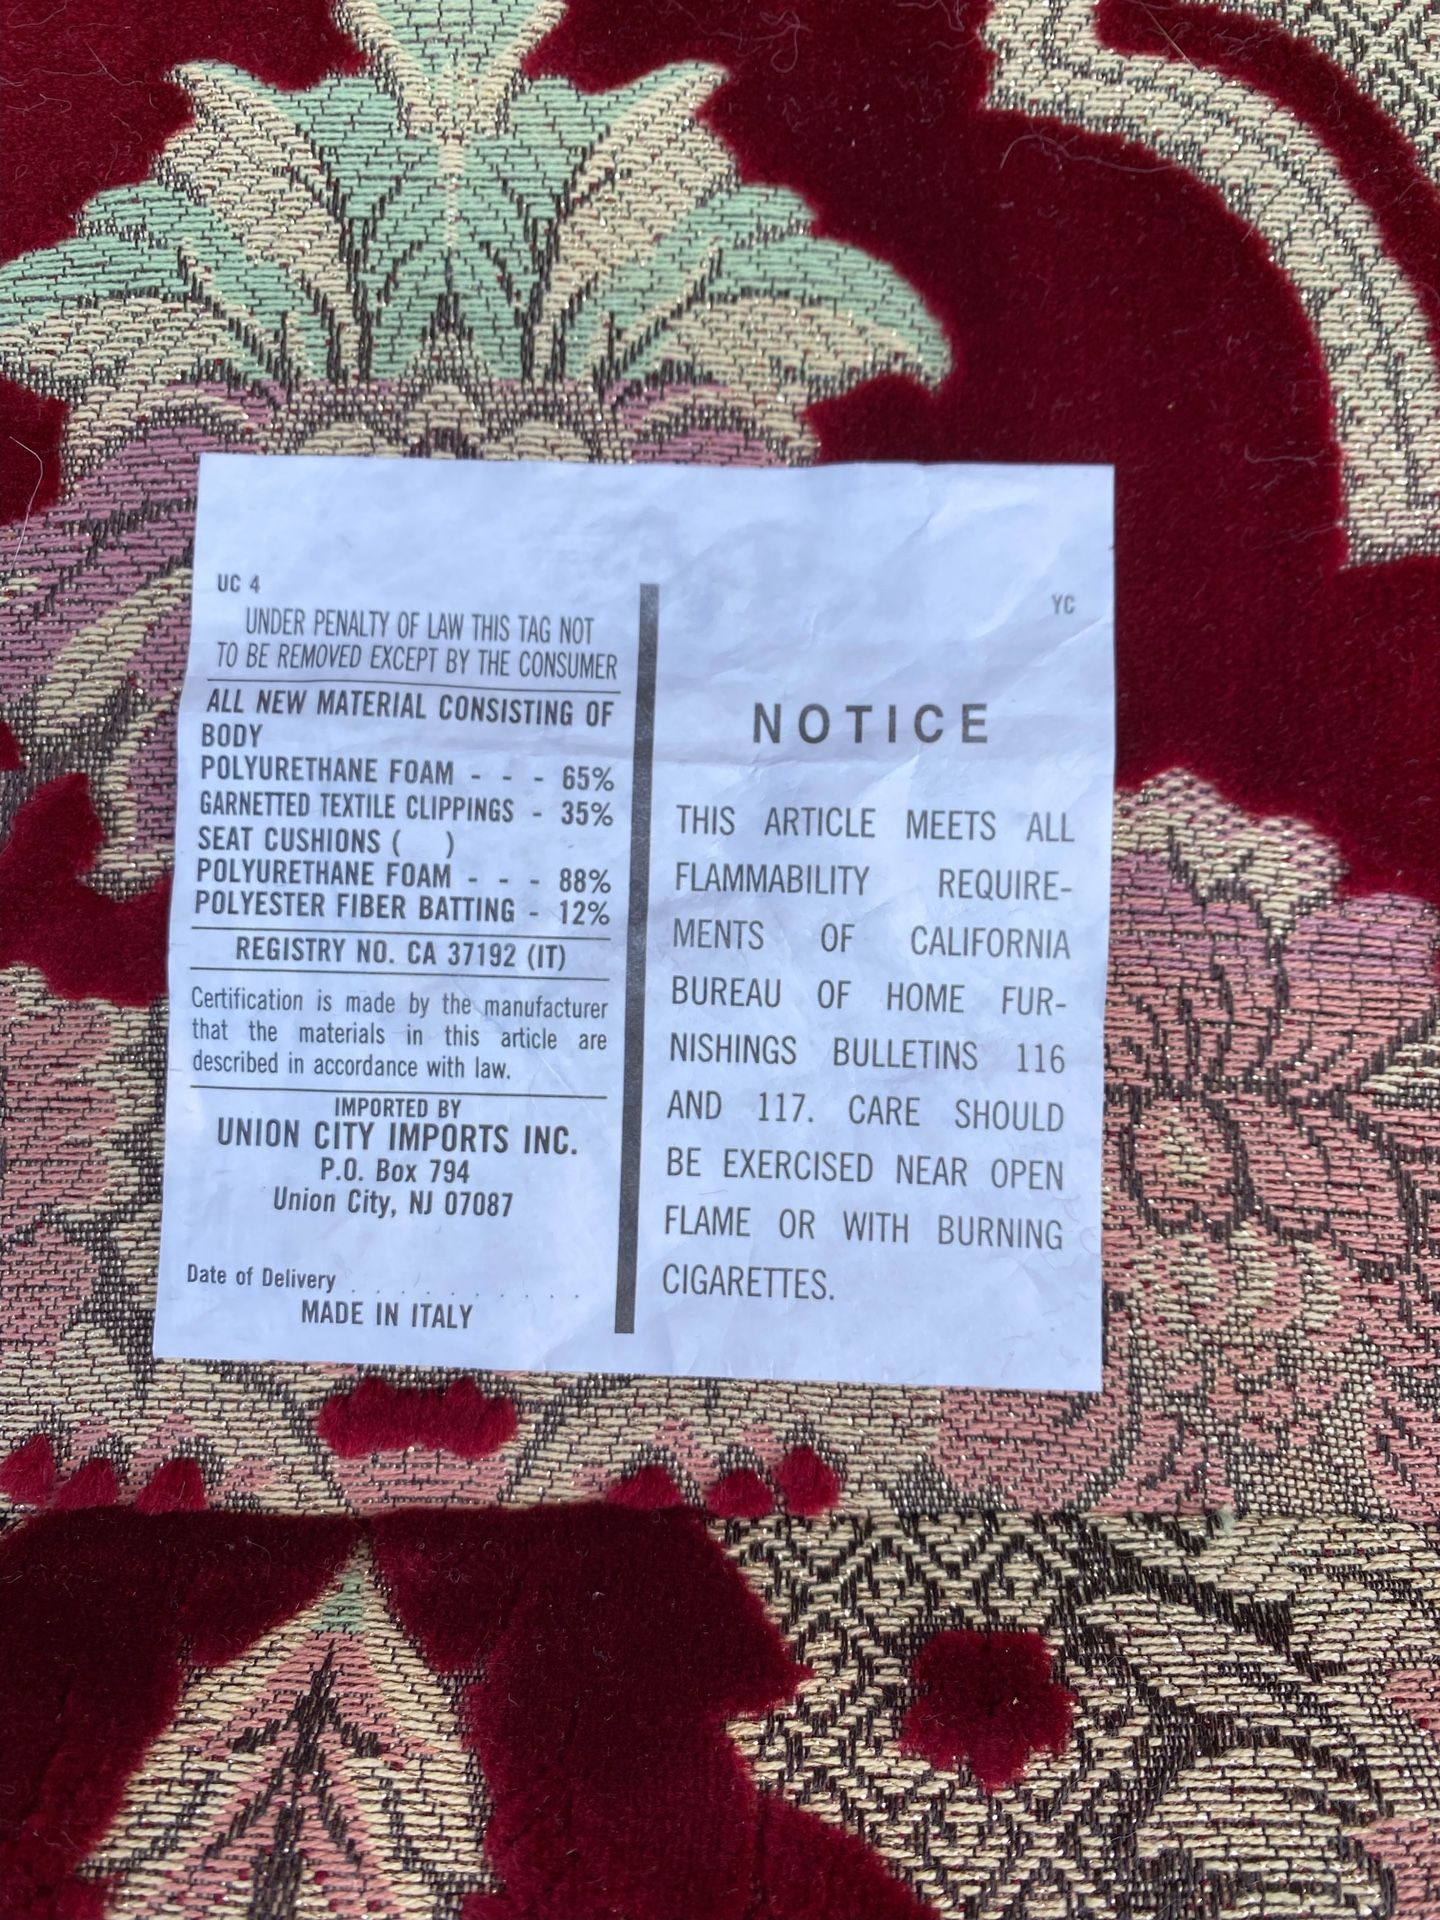 UC 4
UNDER PENALTY OF LAW THIS TAG NOT
TO BE REMOVED EXCEPT BY THE CONSUMER
ALL NEW MATERIAL CONSISTING OF
BODY
POLYURETHANE FOAM - - - 65%
GARNETTED TEXTILE CLIPPINGS - 35%
SEAT CUSHIONS ( )
POLYURETHANE FOAM - - - 88%
POLYESTER FIBER BATTING - 12%
REGISTRY NO. CA 37192 (IT)
Certification is made by the manufacturer
that the materials in this article are
described in accordance with law.
IMPORTED BY
UNION CITY IMPORTS INC.
P.O. Box 794
Union City, NJ 07087
Date of Delivery . . . . . . . . . . .
MADE IN ITALY
YC
NOTICE
THIS ARTICLE MEETS ALL
FLAMMABILITY REQUIRE-
MENTS OF CALIFORNIA
BUREAU OF HOME FUR-
NISHINGS BULLETINS 116
AND 117. CARE SHOULD
BE EXERCISED NEAR OPEN
FLAME OR WITH BURNING
CIGARETTES.